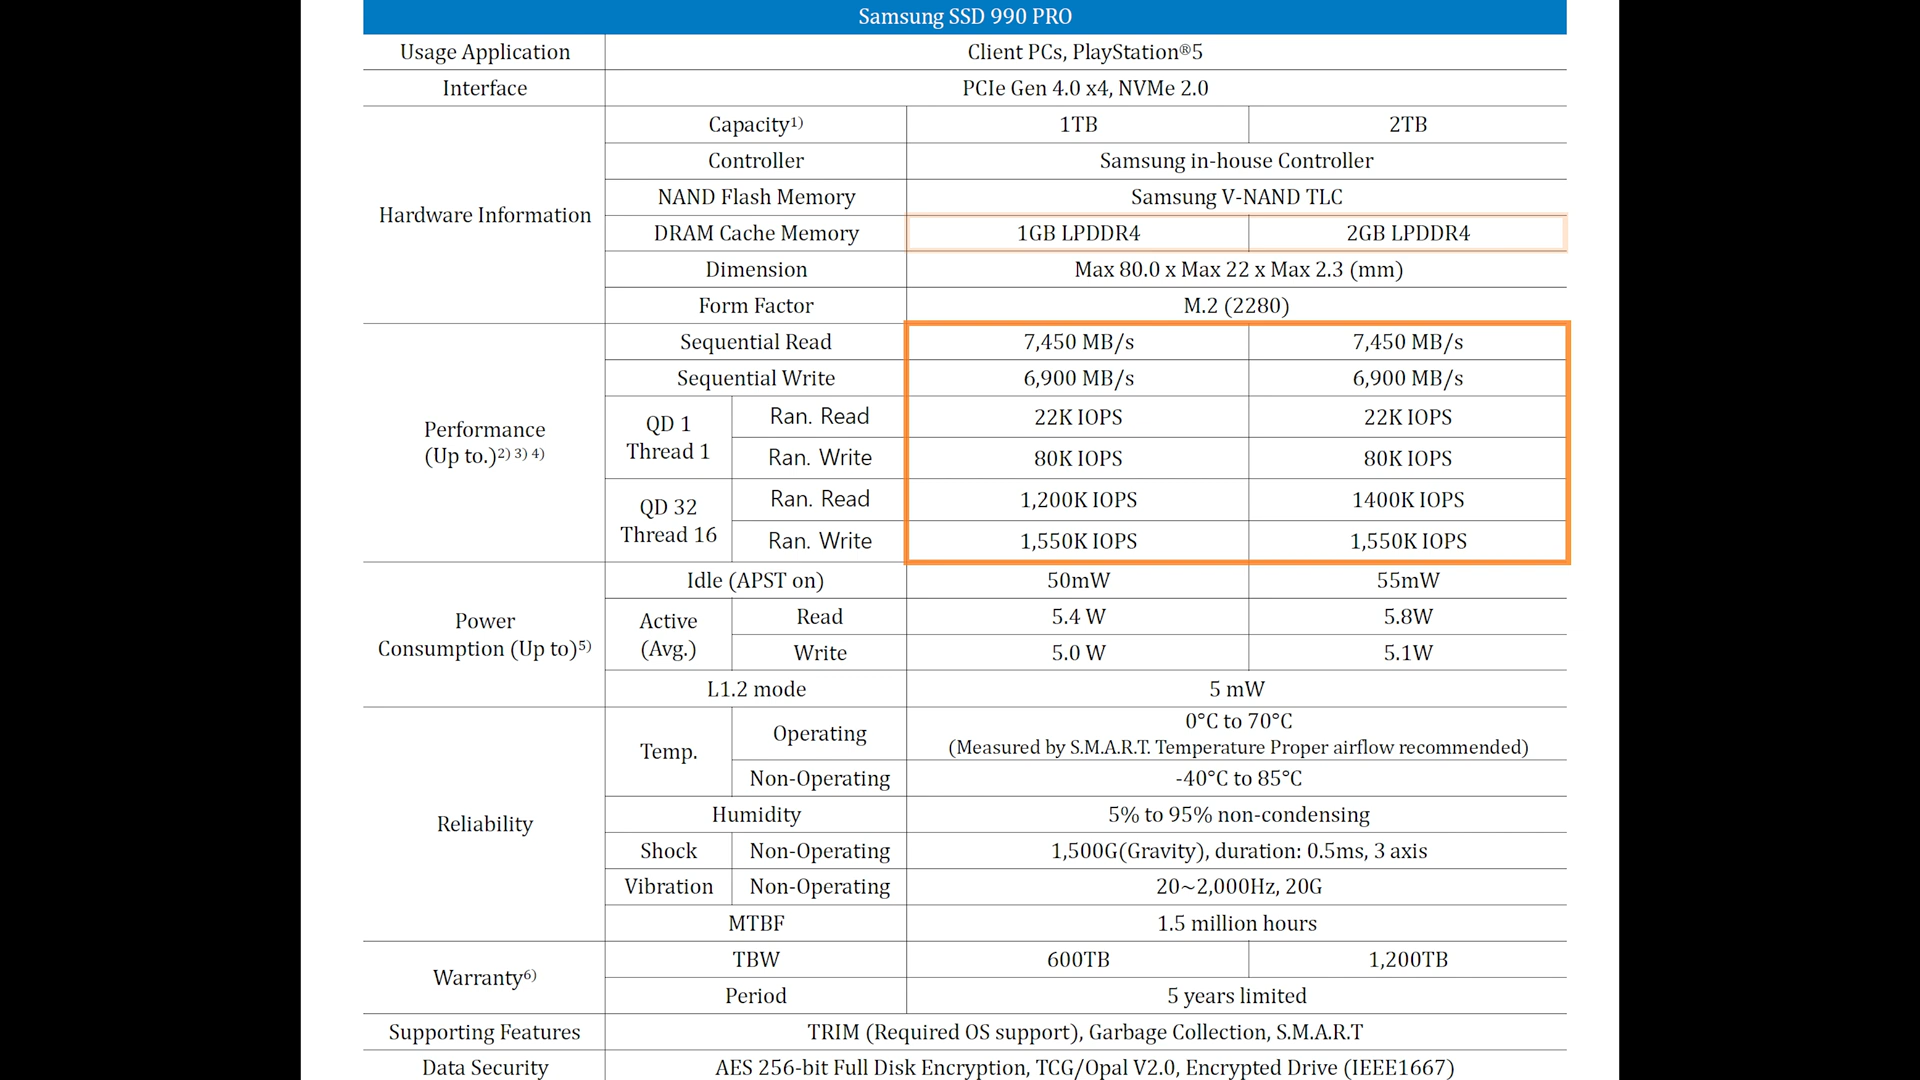 Samsung SSD 990 PRO
Usage Application Client PCs, PlayStation®5
Interface PCIe Gen 4.0 x4, NVMe 2.0
Hardware Information
Capacity1) 1TB 2TB
Controller Samsung in-house Controller
NAND Flash Memory Samsung V-NAND TLC
DRAM Cache Memory 1GB LPDDR4 2GB LPDDR4
Dimension Max 80.0 x Max 22 x Max 2.3 (mm)
Form Factor M.2 (2280)
Performance
(Up to.)2) 3) 4)
Sequential Read 7,450 MB/s 7,450 MB/s
Sequential Write 6,900 MB/s 6,900 MB/s
QD 1
Thread 1
Ran. Read 22K IOPS 22K IOPS
Ran. Write 80K IOPS 80K IOPS
QD 32
Thread 16
Ran. Read 1,200K IOPS 1400K IOPS
Ran. Write 1,550K IOPS 1,550K IOPS
Power
Consumption (Up to)5)
Idle (APST on) 50mW 55mW
Active
(Avg.)
Read 5.4 W 5.8W
Write 5.0 W 5.1W
L1.2 mode 5 mW
Reliability
Temp.
Operating 0°C to 70°C
(Measured by S.M.A.R.T. Temperature Proper airflow recommended)
Non-Operating -40°C to 85°C
Humidity 5% to 95% non-condensing
Shock Non-Operating 1,500G(Gravity), duration: 0.5ms, 3 axis
Vibration Non-Operating 20~2,000Hz, 20G
MTBF 1.5 million hours
Warranty6)
TBW 600TB 1,200TB
Period 5 years limited
Supporting Features TRIM (Required OS support), Garbage Collection, S.M.A.R.T
Data Security AES 256-bit Full Disk Encryption, TCG/Opal V2.0, Encrypted Drive (IEEE1667)